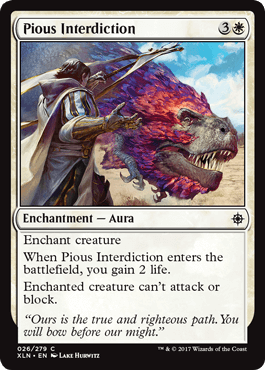 Pious Interdiction 3
Enchantment — Aura
Enchant creature
When Pious Interdiction enters the
battlefield, you gain 2 life.
Enchanted creature can't attack or
block.
"Ours is the true and righteous path. You
will bow before our might."
026/279 C
XLN • EN Lake Hurwitz
™ & © 2017 Wizards of the Coast